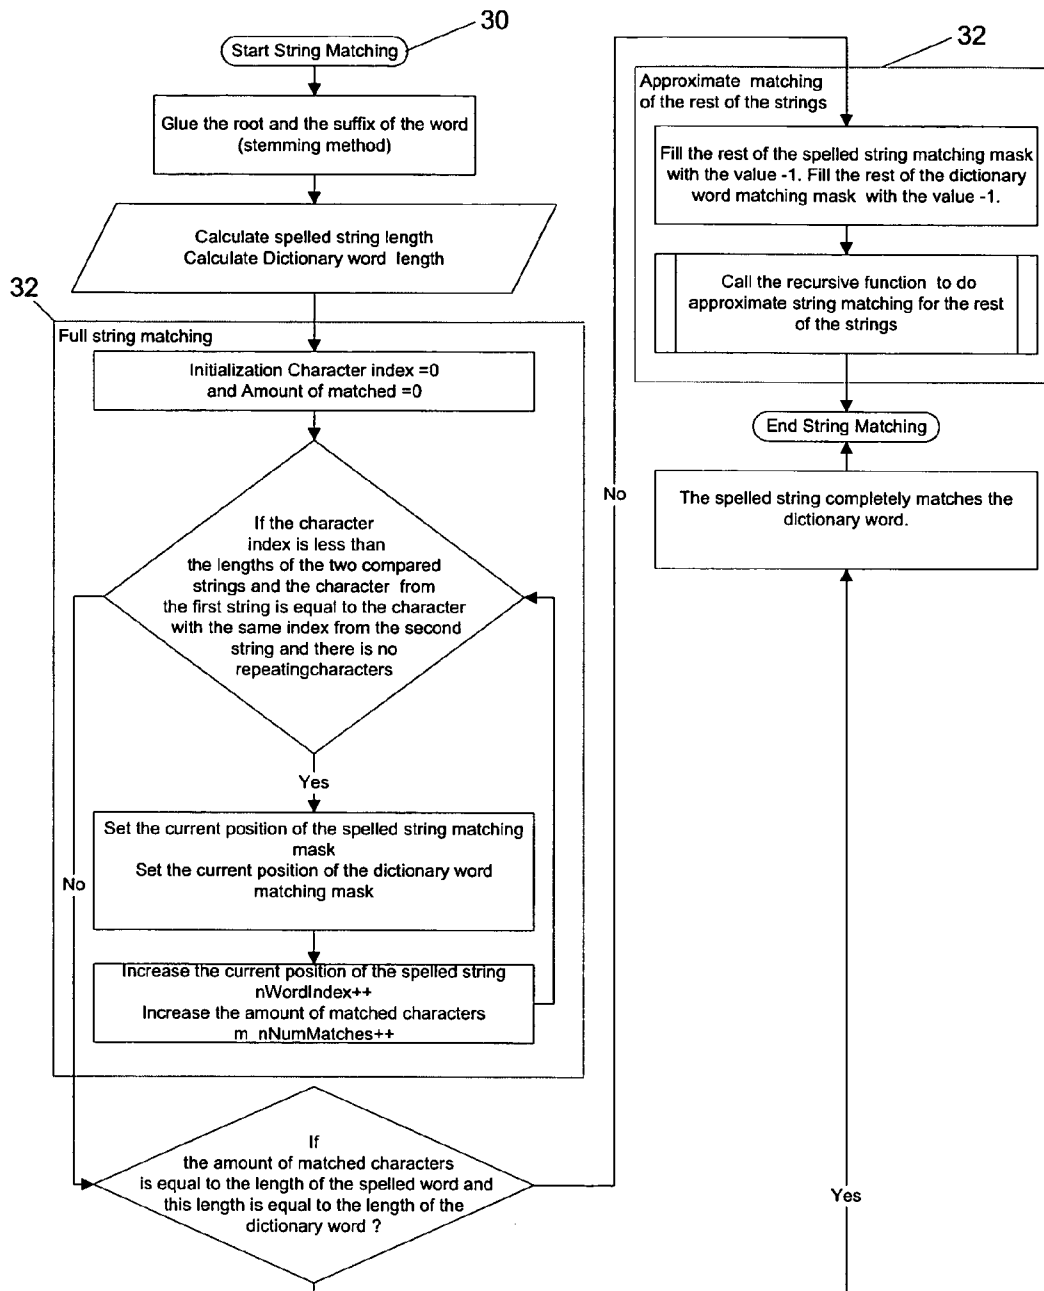 30
Start String Matching
Glue the root and the suffix of the word
(stemming method)
Calculate spelled string length
Calculate Dictionary word length
32
Full string matching
Initialization Character index =0
and Amount of matched =0
If the character
index is less than
the lengths of the two compared
strings and the character from
the first string is equal to the character
with the same index from the second
string and there is no
repeatingcharacters
Yes
No
Set the current position of the spelled string matching
mask
Set the current position of the dictionary word
matching mask
Increase the current position of the spelled string
nWordIndex++
Increase the amount of matched characters
m_nNumMatches++
If
the amount of matched characters
is equal to the length of the spelled word and
this length is equal to the length of the
dictionary word ?
No
32
Approximate matching
of the rest of the strings
Fill the rest of the spelled string matching mask
with the value -1. Fill the rest of the dictionary
word matching mask with the value -1.
Call the recursive function to do
approximate string matching for the rest
of the strings
End String Matching
The spelled string completely matches the
dictionary word.
Yes